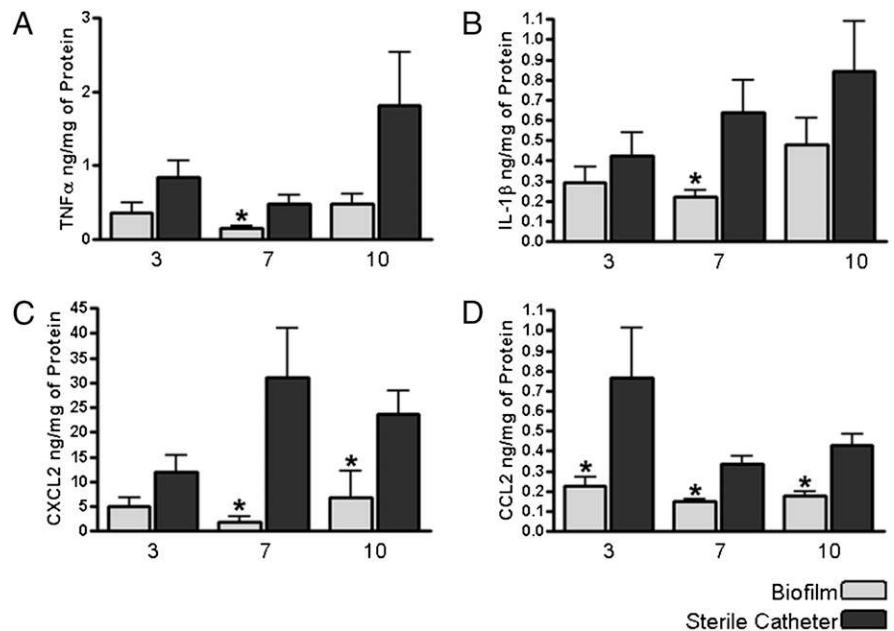 A
TNFα ng/mg of Protein
3
2
1
0
*
3 7 10
B
IL-1β ng/mg of Protein
1.1
1.0
0.9
0.8
0.7
0.6
0.5
0.4
0.3
0.2
0.1
0.0
*
3 7 10
C
CXCL2 ng/mg of Protein
45
40
35
30
25
20
15
10
5
0
* *
3 7 10
D
CCL2 ng/mg of Protein
1.1
1.0
0.9
0.8
0.7
0.6
0.5
0.4
0.3
0.2
0.1
0.0
* * *
3 7 10
Biofilm
Sterile Catheter